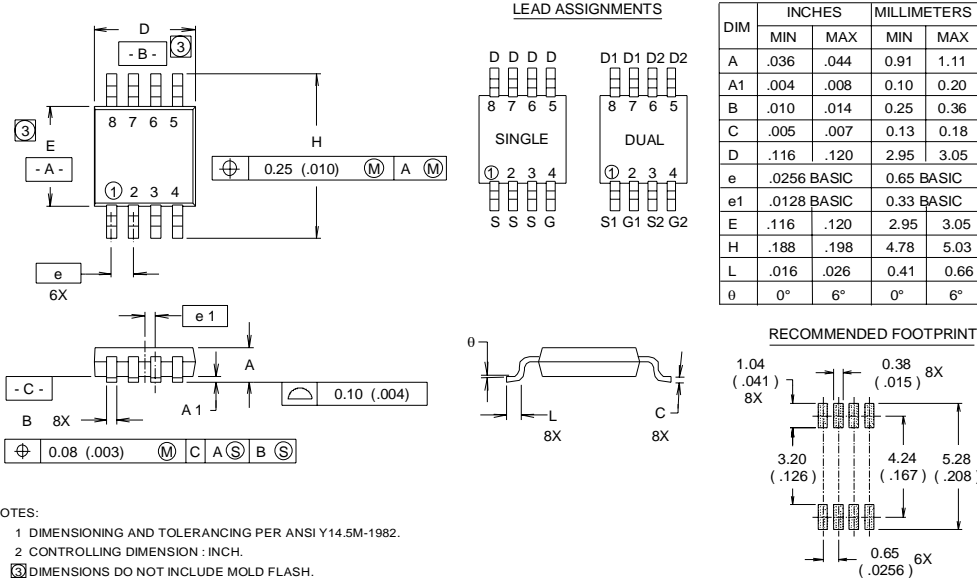 LEAD ASSIGNMENTS
D
- B -
3
8 7 6 5
3
E
- A -
H
0.25 (.010) M A M
1 2 3 4
e
6X
D D D D
8 7 6 5
SINGLE
1 2 3 4
S S S G
D1 D1 D2 D2
8 7 6 5
DUAL
1 2 3 4
S1 G1 S2 G2
DIM INCHES MILLIMETERS
MIN MAX MIN MAX
A .036 .044 0.91 1.11
A1 .004 .008 0.10 0.20
B .010 .014 0.25 0.36
C .005 .007 0.13 0.18
D .116 .120 2.95 3.05
e .0256 BASIC 0.65 BASIC
e1 .0128 BASIC 0.33 BASIC
E .116 .120 2.95 3.05
H .188 .198 4.78 5.03
L .016 .026 0.41 0.66
θ 0° 6° 0° 6°
e 1
A
- C -
B 8X
A 1
0.10 (.004)
0.08 (.003) M C A S B S
θ
L
8X
C
8X
RECOMMENDED FOOTPRINT
1.04
( .041 )
8X
0.38
( .015 ) 8X
3.20
( .126 )
4.24
( .167 )
5.28
( .208 )
0.65
( .0256 ) 6X
OTES:
1 DIMENSIONING AND TOLERANCING PER ANSI Y14.5M-1982.
2 CONTROLLING DIMENSION : INCH.
3 DIMENSIONS DO NOT INCLUDE MOLD FLASH.